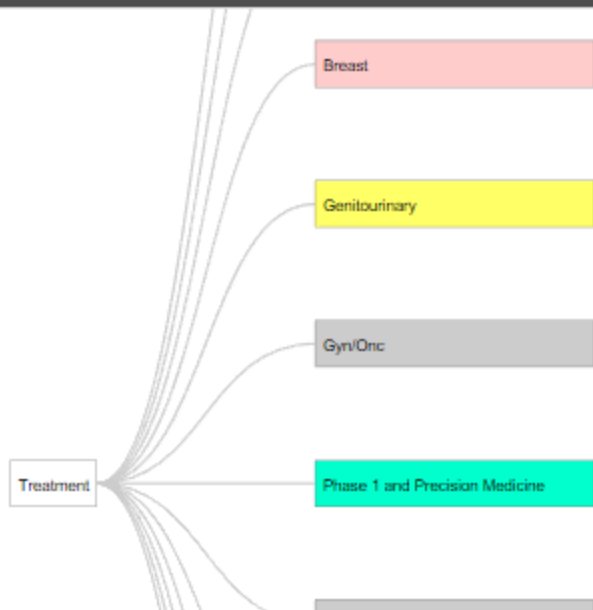 Breast
Genitourinary
Gyn/Onc
Treatment
Phase 1 and Precision Medicine